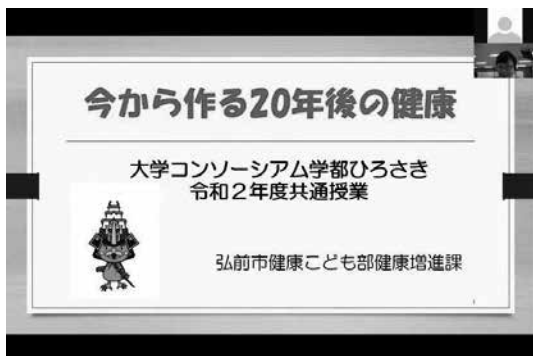 今から作る20年後の健康
大学コンソーシアム学都ひろさき
令和２年度共通授業
弘前市健康こども部健康増進課